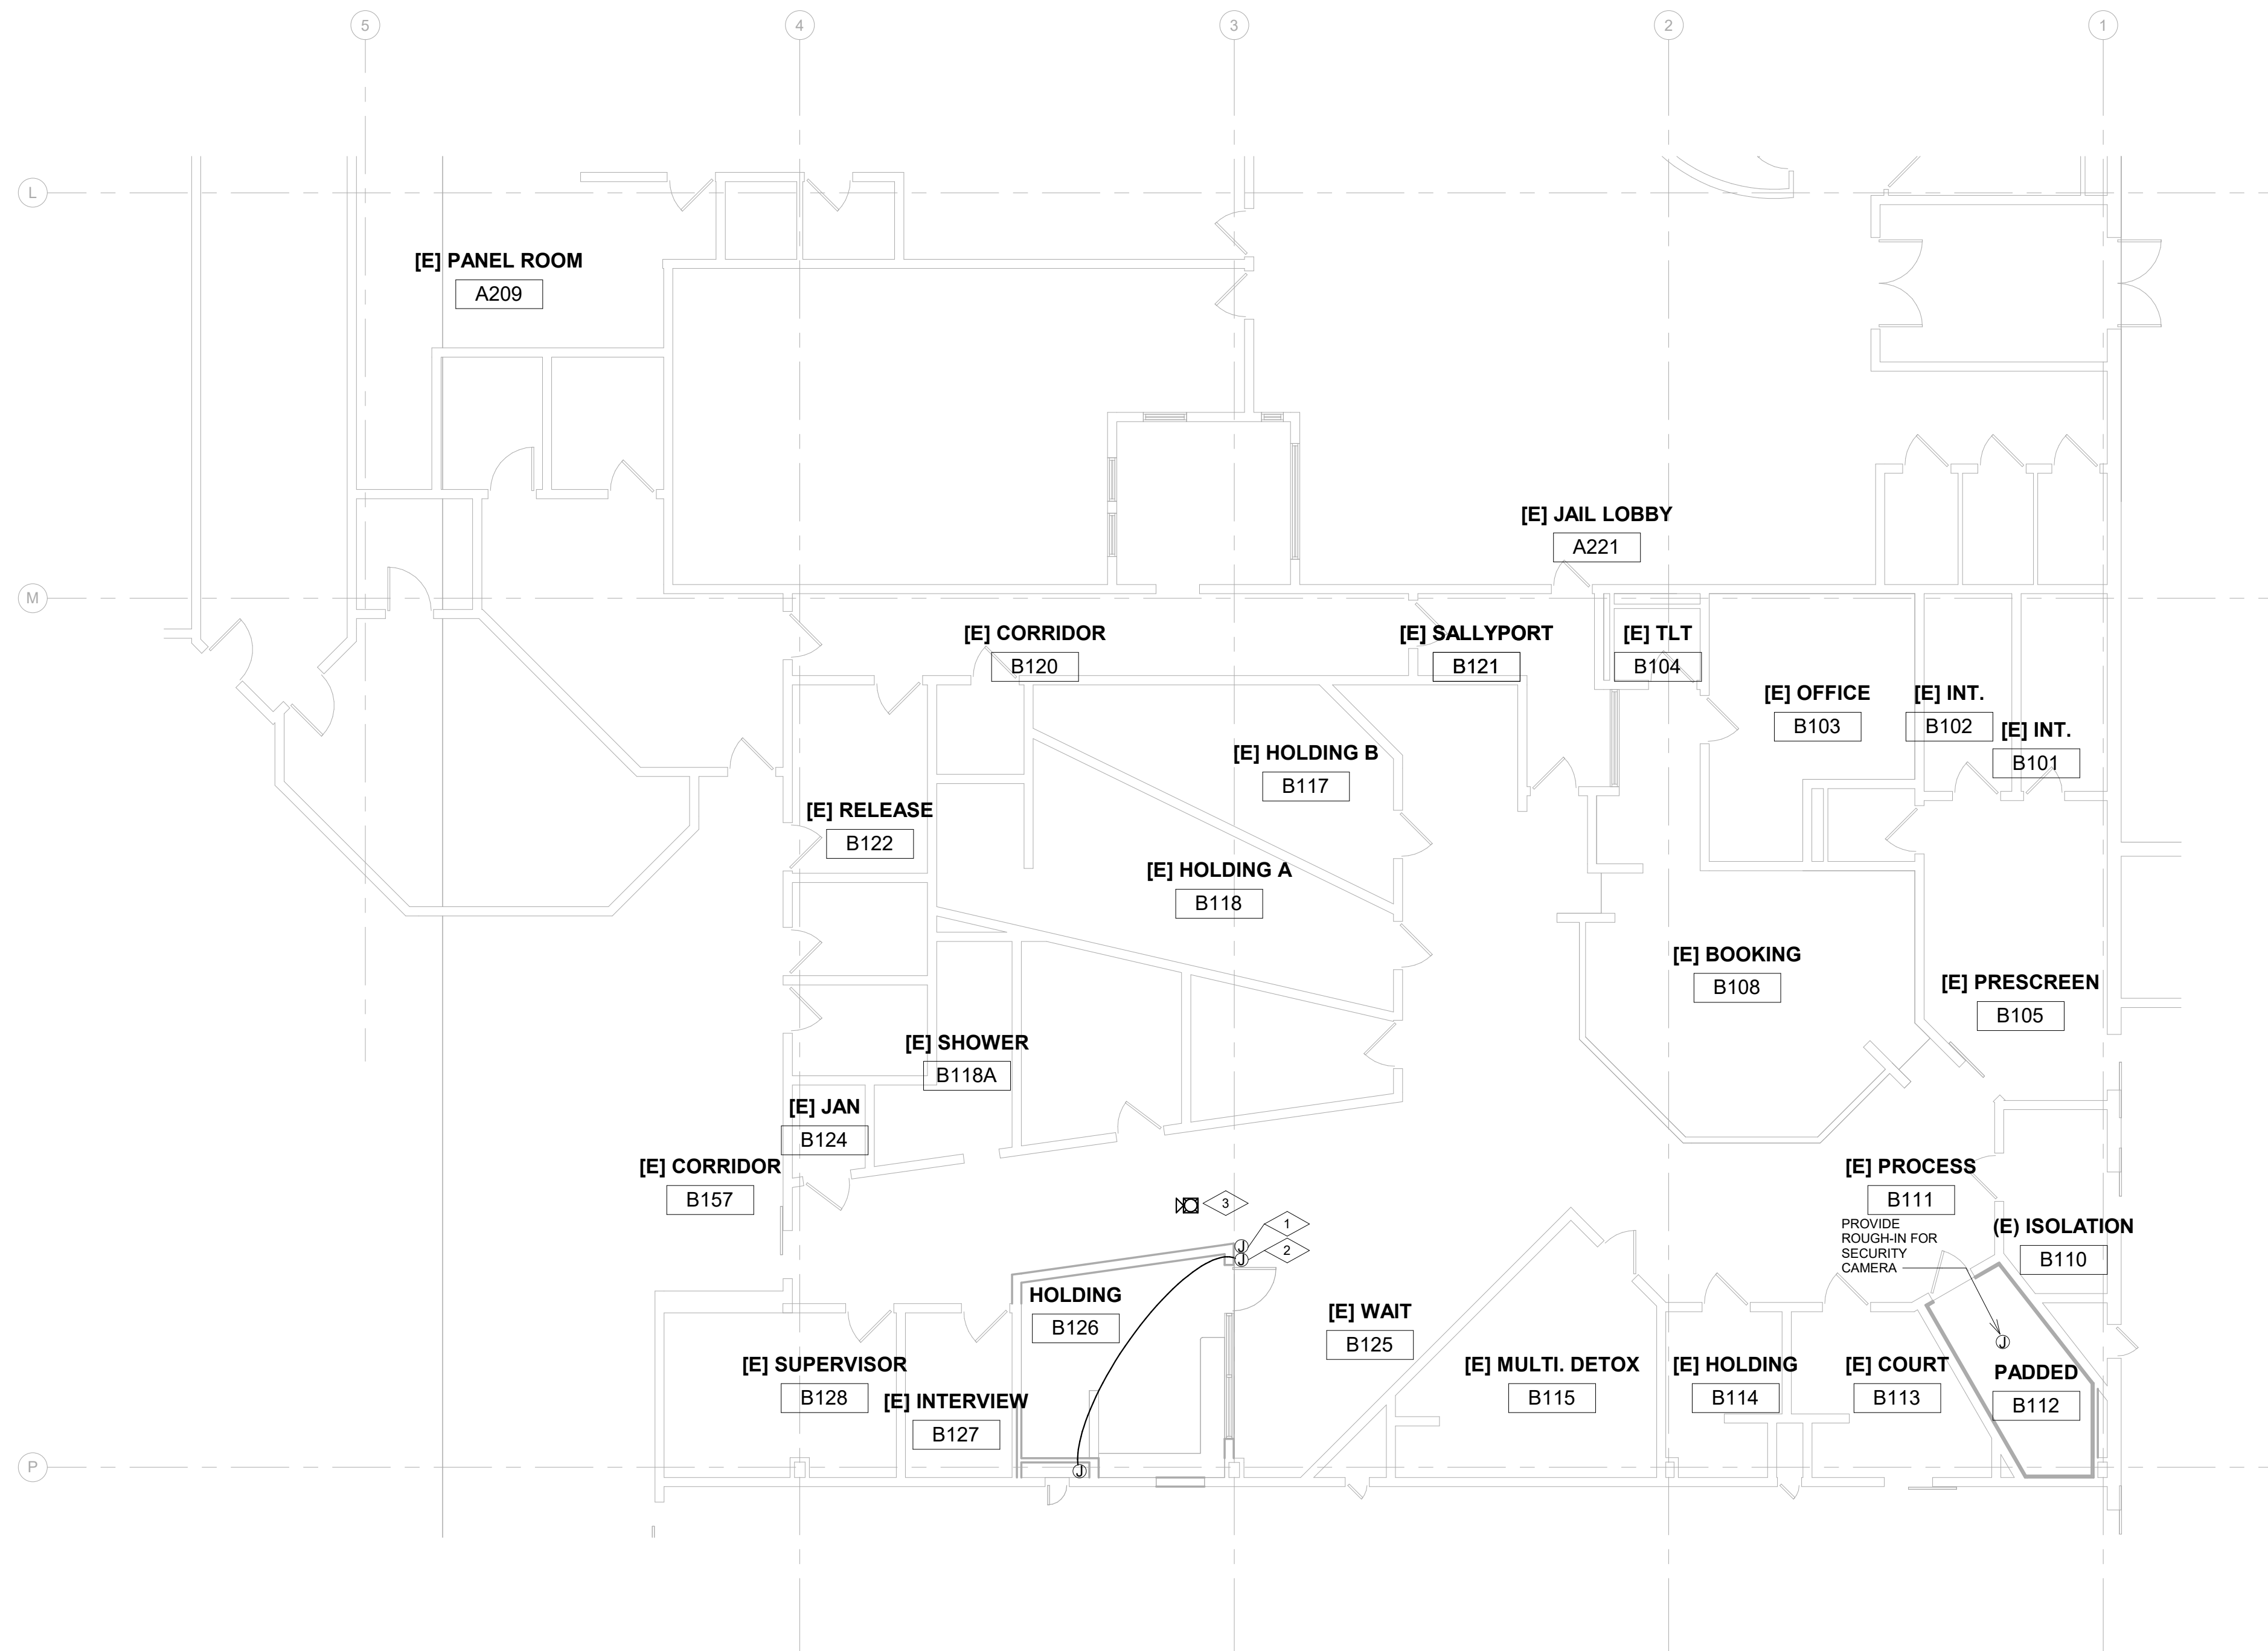 5
4
3
2
1
L
[E] PANEL ROOM
A209
[E] JAIL LOBBY
A221
M
[E] CORRIDOR
B120
[E] SALLYPORT
B121
[E] TLT
B104
[E] OFFICE
B103
[E] INT.
B102
[E] INT.
B101
[E] HOLDING B
B117
[E] RELEASE
B122
[E] HOLDING A
B118
[E] BOOKING
B108
[E] PRESCREEN
B105
[E] SHOWER
B118A
[E] JAN
B124
[E] CORRIDOR
B157
[E] PROCESS
B111
3
1
2
J
J
PROVIDE
ROUGH-IN FOR
SECURITY
CAMERA
(E) ISOLATION
B110
HOLDING
B126
[E] WAIT
B125
J
[E] SUPERVISOR
B128
[E] INTERVIEW
B127
[E] MULTI. DETOX
B115
[E] HOLDING
B114
[E] COURT
B113
PADDED
B112
P
J